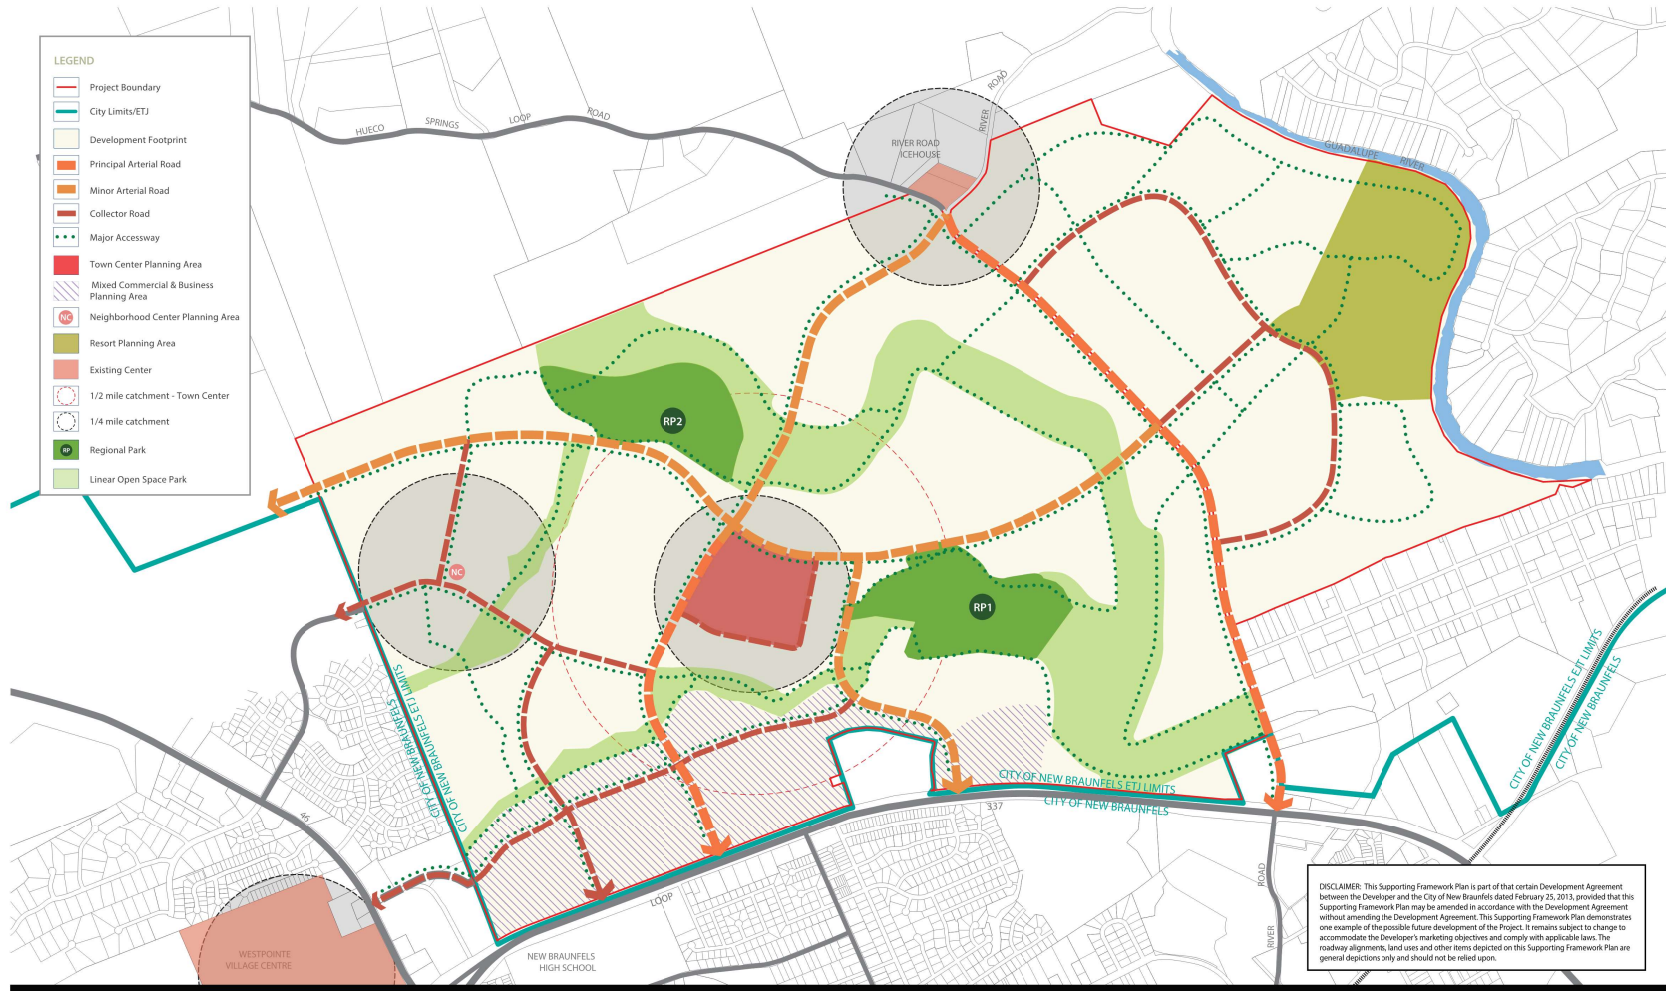 LEGEND
Project Boundary
City Limits/ETJ
Development Footprint
Principal Arterial Road
Minor Arterial Road
Collector Road
Major Accessway
Town Center Planning Area
Mixed Commercial & Business
Planning Area
NC
Neighborhood Center Planning Area
Resort Planning Area
Existing Center
1/2 mile catchment - Town Center
1/4 mile catchment
RP
Regional Park
Linear Open Space Park
HUECO SPRINGS LOOP ROAD
RIVER ROAD
RIVER ROAD
ICEHOUSE
GUADALUPE RIVER
RP2
NC
RP1
CITY OF NEW BRAUNFELS
CITY OF NEW BRAUNFELS ETJ LIMITS
CITY OF NEW BRAUNFELS ETJ LIMITS
CITY OF NEW BRAUNFELS
337
CITY OF NEW BRAUNFELS EJT LIMITS
CITY OF NEW BRAUNFELS
46
LOOP
RIVER ROAD
WESTPOINTE
VILLAGE CENTRE
NEW BRAUNFELS
HIGH SCHOOL
DISCLAIMER: This Supporting Framework Plan is part of that certain Development Agreement
between the Developer and the City of New Braunfels dated February 25, 2013, provided that this
Supporting Framework Plan may be amended in accordance with the Development Agreement
without amending the Development Agreement. This Supporting Framework Plan demonstrates
one example of the possible future development of the Project. It remains subject to change to
accommodate the Developer's marketing objectives and comply with applicable laws. The
roadway alignments, land uses and other items depicted on this Supporting Framework Plan are
general depictions only and should not be relied upon.